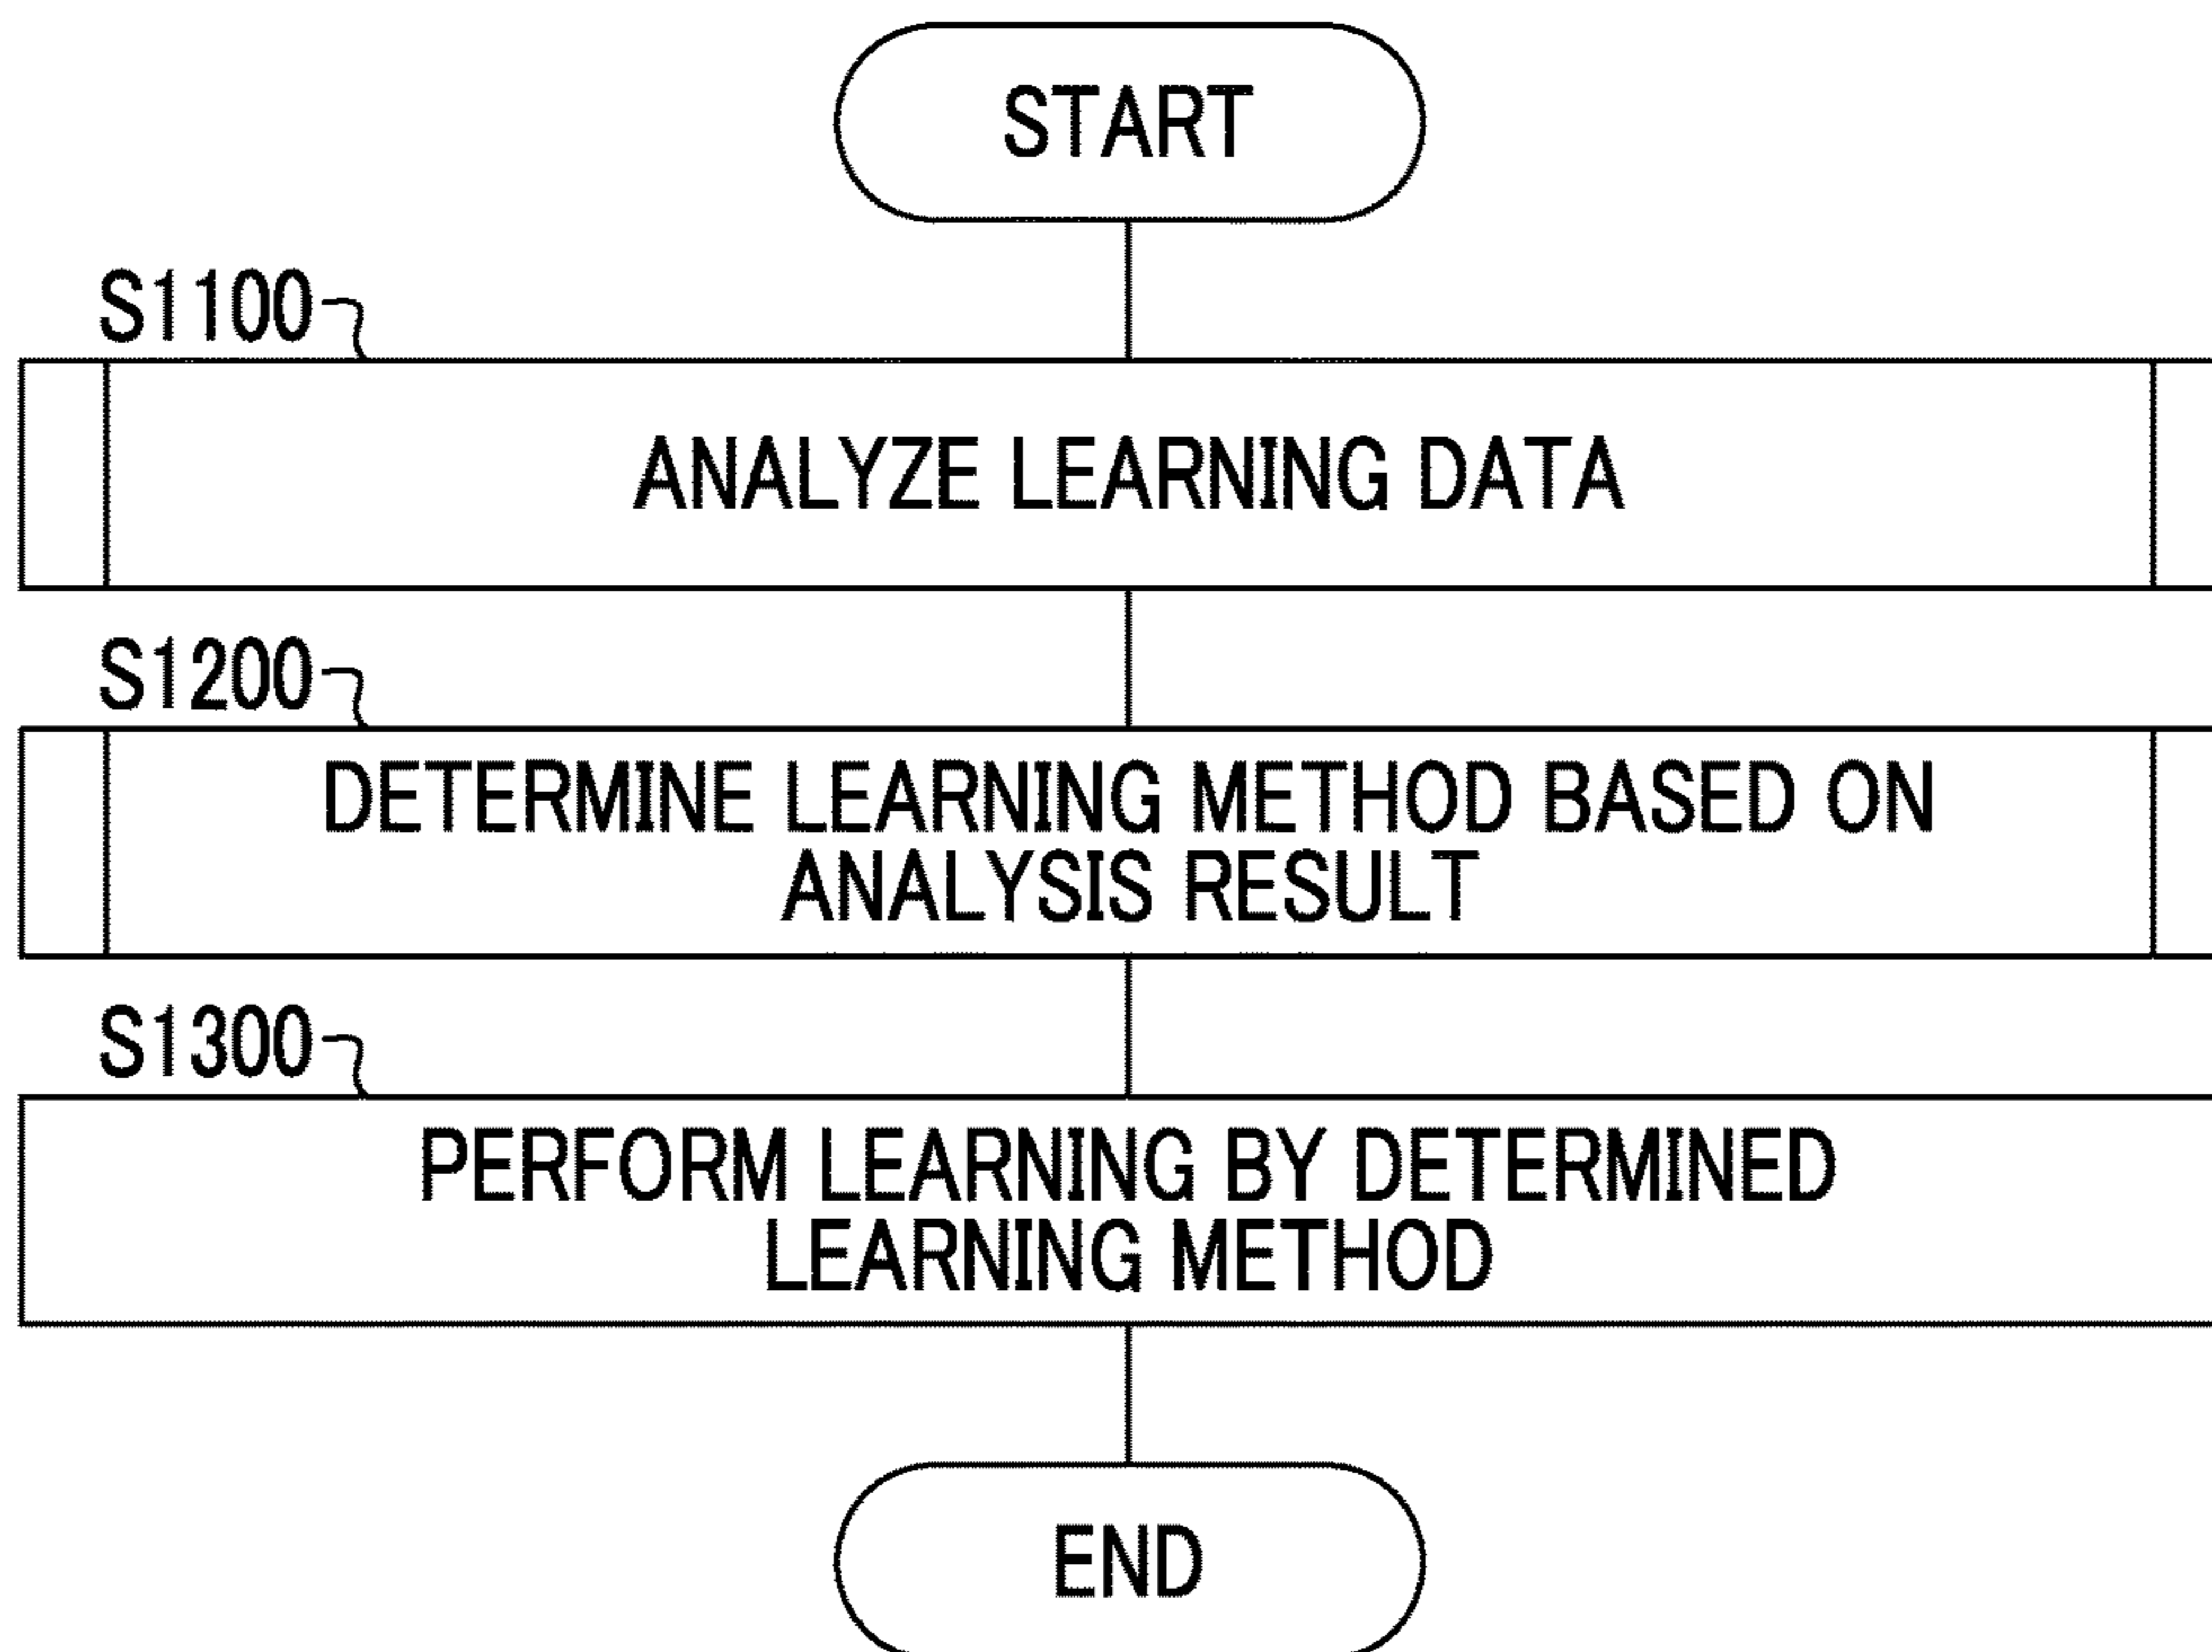 START
S1100
ANALYZE LEARNING DATA
S1200
DETERMINE LEARNING METHOD BASED ON
ANALYSIS RESULT
S1300
PERFORM LEARNING BY DETERMINED
LEARNING METHOD
END